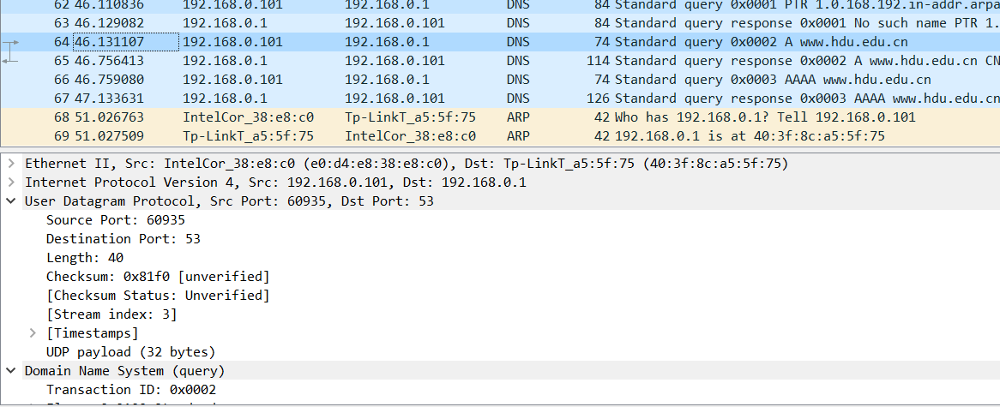 62 46.110836 192.168.0.101 192.168.0.1 DNS 84 Standard query 0x0001 PTR 1.0.168.192.in-addr.arpa
63 46.129082 192.168.0.1 192.168.0.101 DNS 84 Standard query response 0x0001 No such name PTR 1.
64 46.131107 192.168.0.101 192.168.0.1 DNS 74 Standard query 0x0002 A www.hdu.edu.cn
65 46.756413 192.168.0.1 192.168.0.101 DNS 114 Standard query response 0x0002 A www.hdu.edu.cn CN
66 46.759080 192.168.0.101 192.168.0.1 DNS 74 Standard query 0x0003 AAAA www.hdu.edu.cn
67 47.133631 192.168.0.1 192.168.0.101 DNS 126 Standard query response 0x0003 AAAA www.hdu.edu.cn
68 51.026763 IntelCor_38:e8:c0 Tp-LinkT_a5:5f:75 ARP 42 Who has 192.168.0.1? Tell 192.168.0.101
69 51.027509 Tp-LinkT_a5:5f:75 IntelCor_38:e8:c0 ARP 42 192.168.0.1 is at 40:3f:8c:a5:5f:75
Ethernet II, Src: IntelCor_38:e8:c0 (e0:d4:e8:38:e8:c0), Dst: Tp-LinkT_a5:5f:75 (40:3f:8c:a5:5f:75)
Internet Protocol Version 4, Src: 192.168.0.101, Dst: 192.168.0.1
User Datagram Protocol, Src Port: 60935, Dst Port: 53
Source Port: 60935
Destination Port: 53
Length: 40
Checksum: 0x81f0 [unverified]
[Checksum Status: Unverified]
[Stream index: 3]
[Timestamps]
UDP payload (32 bytes)
Domain Name System (query)
Transaction ID: 0x0002